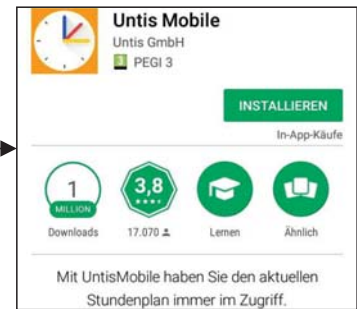 Untis Mobile
Untis GmbH
3 PEGI 3
INSTALLIEREN
In-App-Käufe
1 MILLION
3,8
Downloads
17.070
Lernen
Ähnlich
Mit UntisMobile haben Sie den aktuellen
Stundenplan immer im Zugriff.